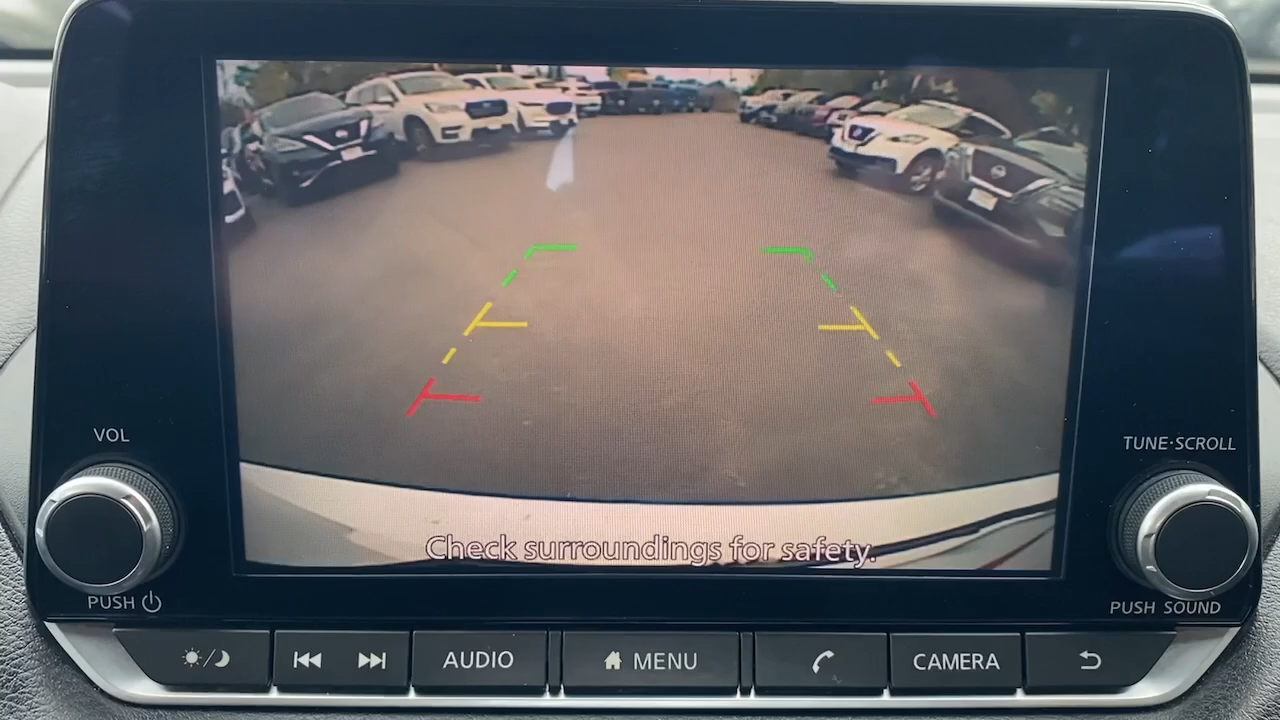 Check surroundings for safety.
VOL
PUSH
TUNE·SCROLL
PUSH SOUND
AUDIO
MENU
CAMERA